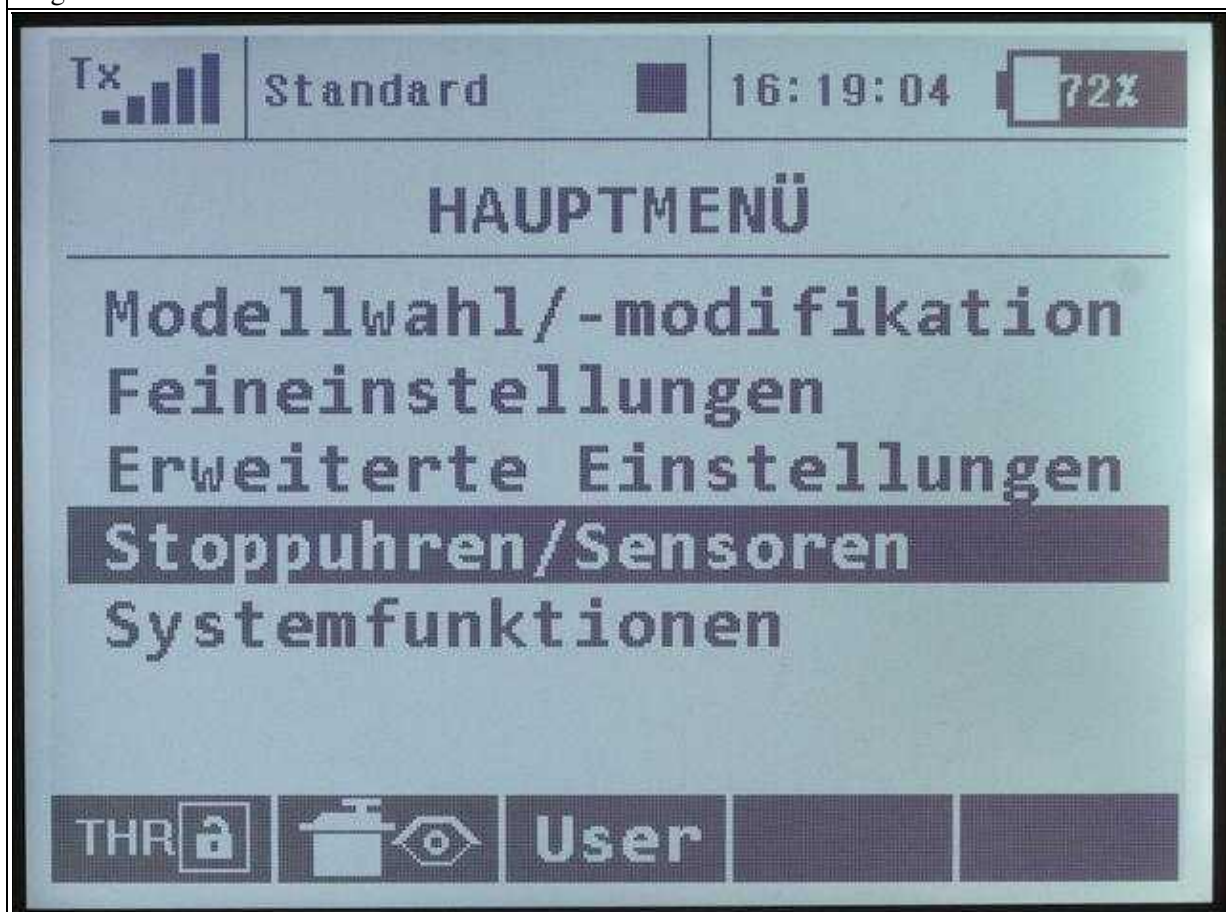 Tx Standard 16:19:04 72%
HAUPTMENÜ
Modellwahl/-modifikation
Feineinstellungen
Erweiterte Einstellungen
Stoppuhren/Sensoren
Systemfunktionen
THR User